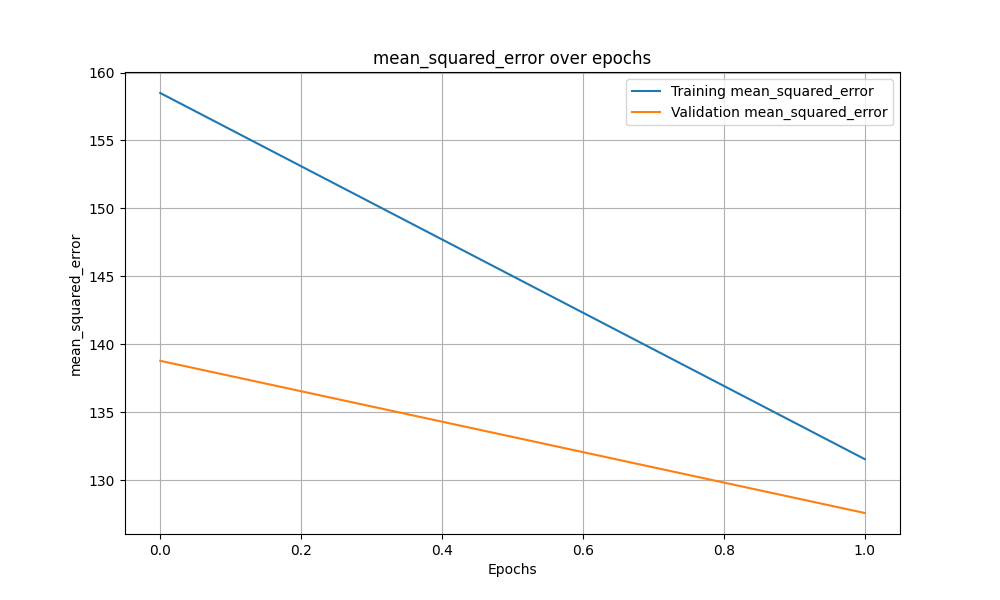 mean_squared_error over epochs
Training mean_squared_error
Validation mean_squared_error
mean_squared_error
160
155
150
145
140
135
130
0.0 0.2 0.4 0.6 0.8 1.0
Epochs